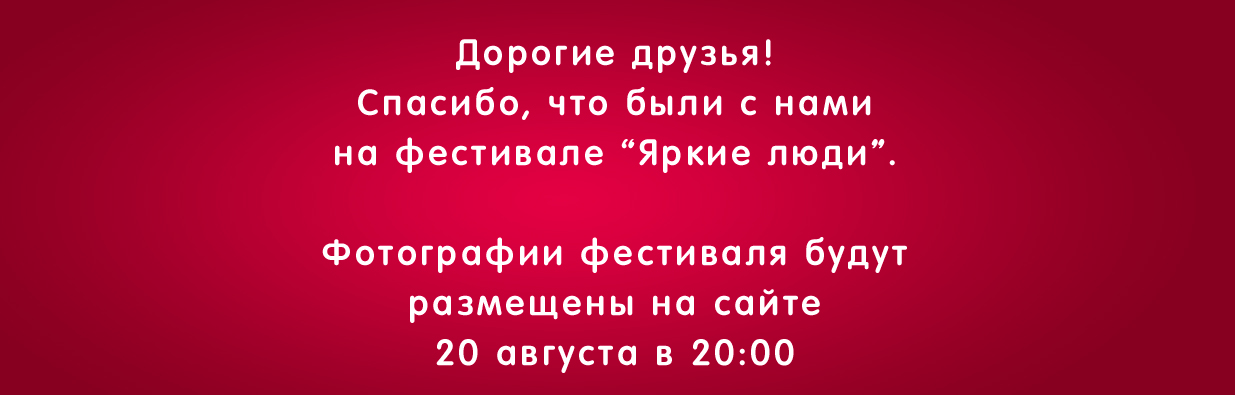 Дорогие друзья!
Спасибо, что были с нами
на фестивале “Яркие люди”.
Фотографии фестиваля будут
размещены на сайте
20 августа в 20:00